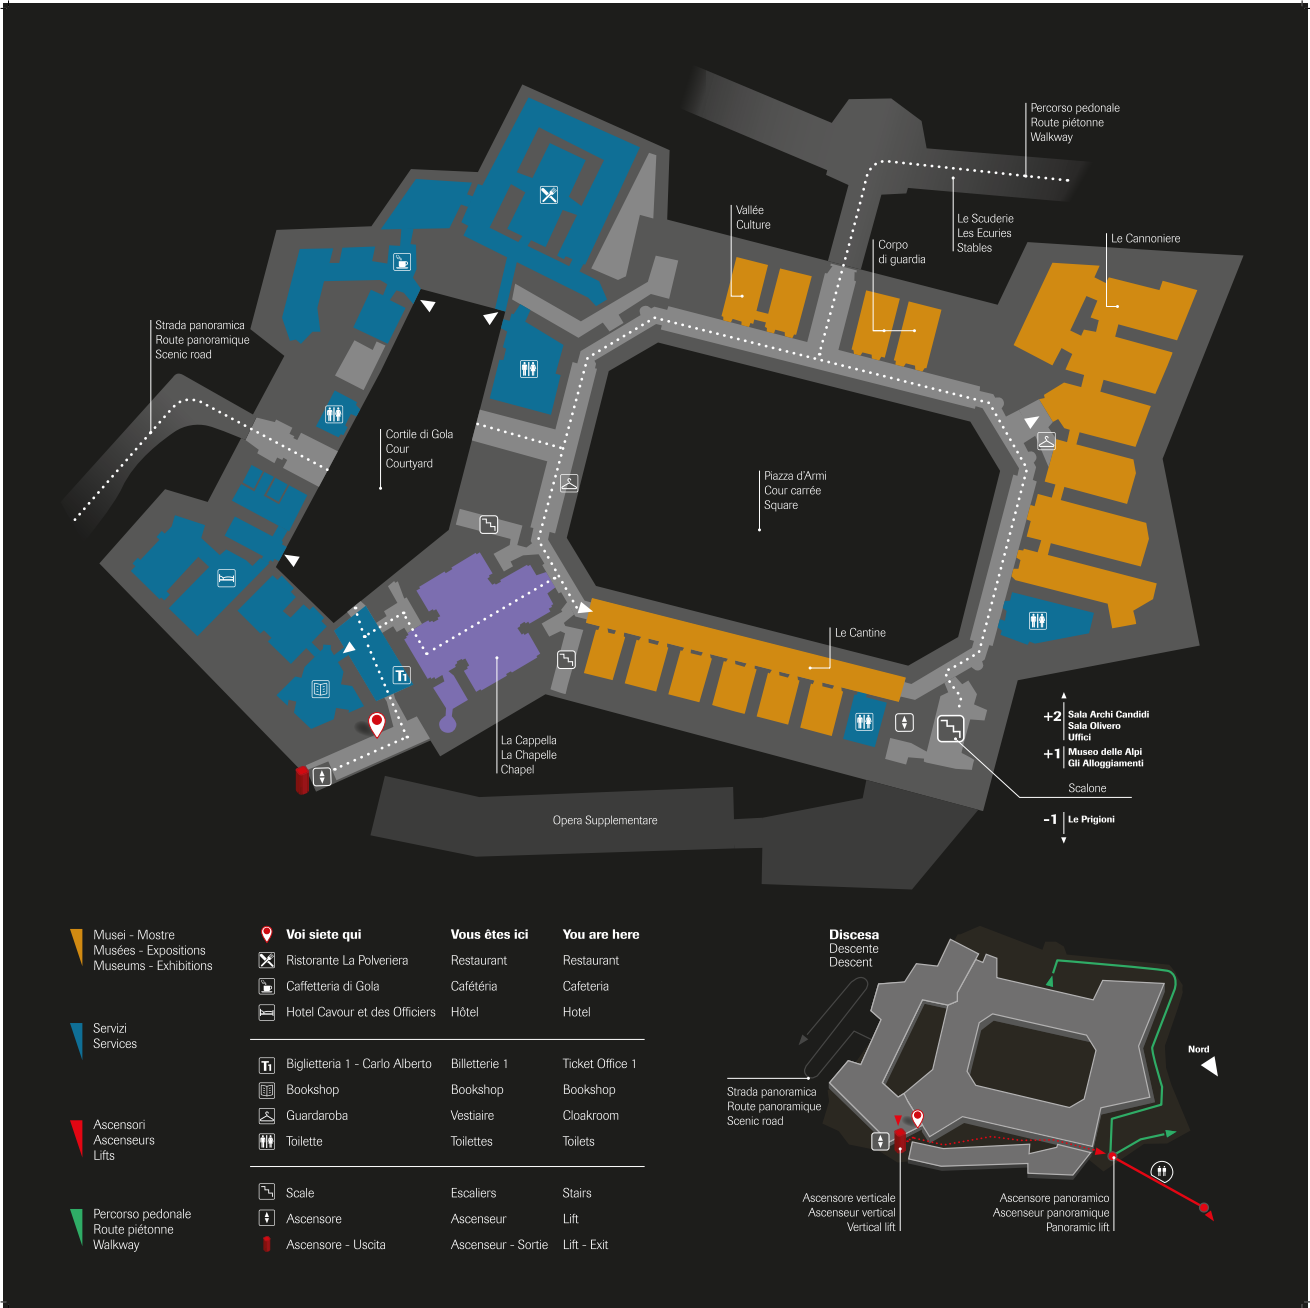 Percorso pedonale
Route piétonne
Walkway
Vallée
Culture
Le Scuderie
Les Ecuries
Stables
Corpo
di guardia
Le Cannoniere
Strada panoramica
Route panoramique
Scenic road
Cortile di Gola
Cour
Courtyard
Piazza d'Armi
Cour carrée
Square
Le Cantine
T1
La Cappella
La Chapelle
Chapel
+2 Sala Archi Candidi
Sala Olivero
Uffici
+1 Museo delle Alpi
Gli Alloggiamenti
Scalone
-1 Le Prigioni
Opera Supplementare
Musei - Mostre
Musées - Expositions
Museums - Exhibitions
Servizi
Services
Ascensori
Ascenseurs
Lifts
Percorso pedonale
Route piétonne
Walkway
Voi siete qui Vous êtes ici You are here
Ristorante La Polveriera Restaurant Restaurant
Caffetteria di Gola Cafétéria Cafeteria
Hotel Cavour et des Officiers Hôtel Hotel
T1 Biglietteria 1 - Carlo Alberto Billetterie 1 Ticket Office 1
Bookshop Bookshop Bookshop
Guardaroba Vestiaire Cloakroom
Toilette Toilettes Toilets
Scale Escaliers Stairs
Ascensore Ascenseur Lift
Ascensore - Uscita Ascenseur - Sortie Lift - Exit
Discesa
Descente
Descent
Nord
Strada panoramica
Route panoramique
Scenic road
Ascensore verticale
Ascenseur vertical
Vertical lift
Ascensore panoramico
Ascenseur panoramique
Panoramic lift